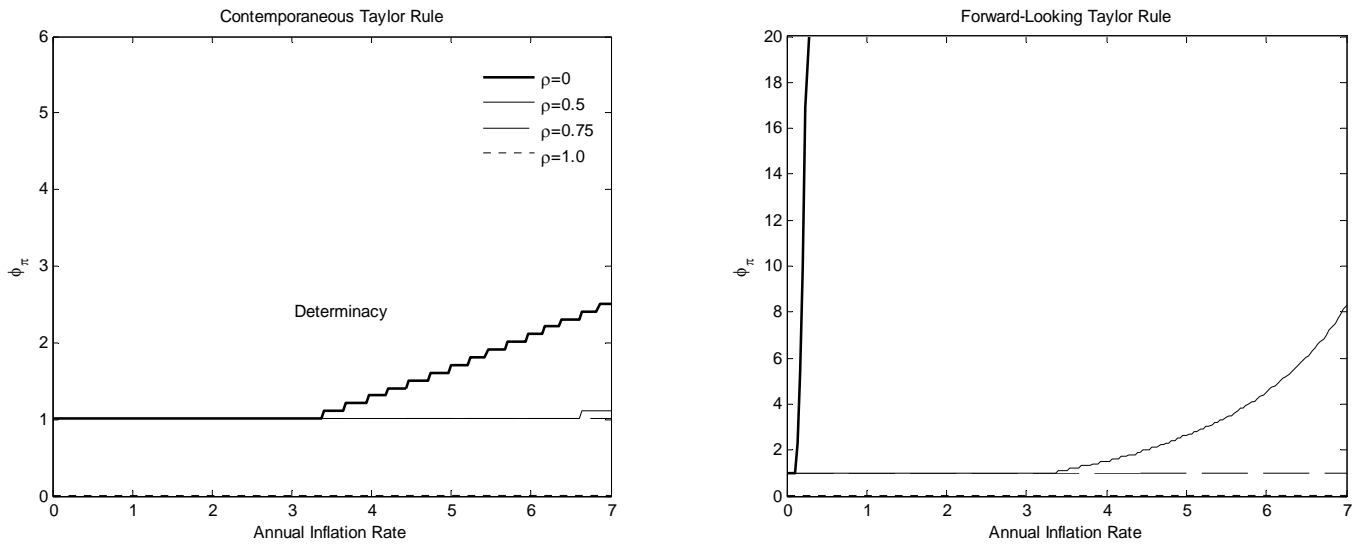 Contemporaneous Taylor Rule
6
5
4
3
2
1
0
ϕπ
ρ=0
ρ=0.5
ρ=0.75
ρ=1.0
Determinacy
0 1 2 3 4 5 6 7
Annual Inflation Rate
Forward-Looking Taylor Rule
20
18
16
14
12
10
8
6
4
2
0
ϕπ
0 1 2 3 4 5 6 7
Annual Inflation Rate